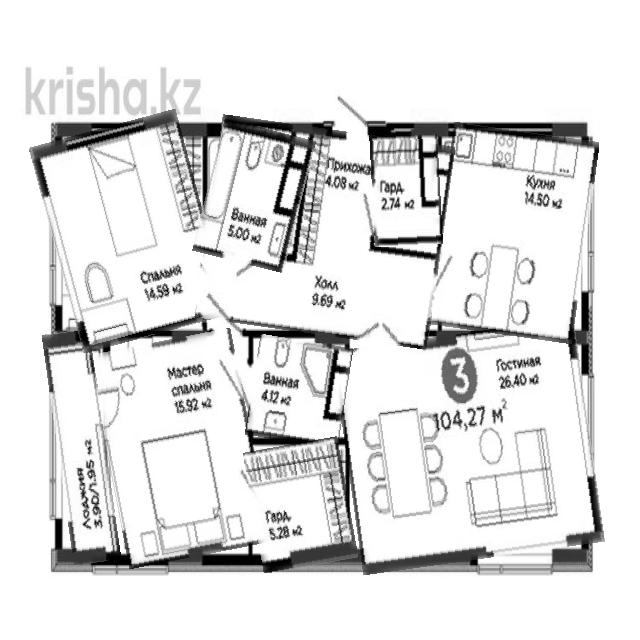 krisha.kz
Прихожа
4.08 м²
Гард.
2.74 м²
Кухня
14.50 м²
Ванная
5.00 м²
Спальня
14.59 м²
Холл
9.69 м²
Мастер
спальня
15.92 м²
Ванная
4.12 м²
3
Гостиная
26.40 м²
104,27 м²
Лоджия
3.90/1.95 м²
Гард.
5.28 м²